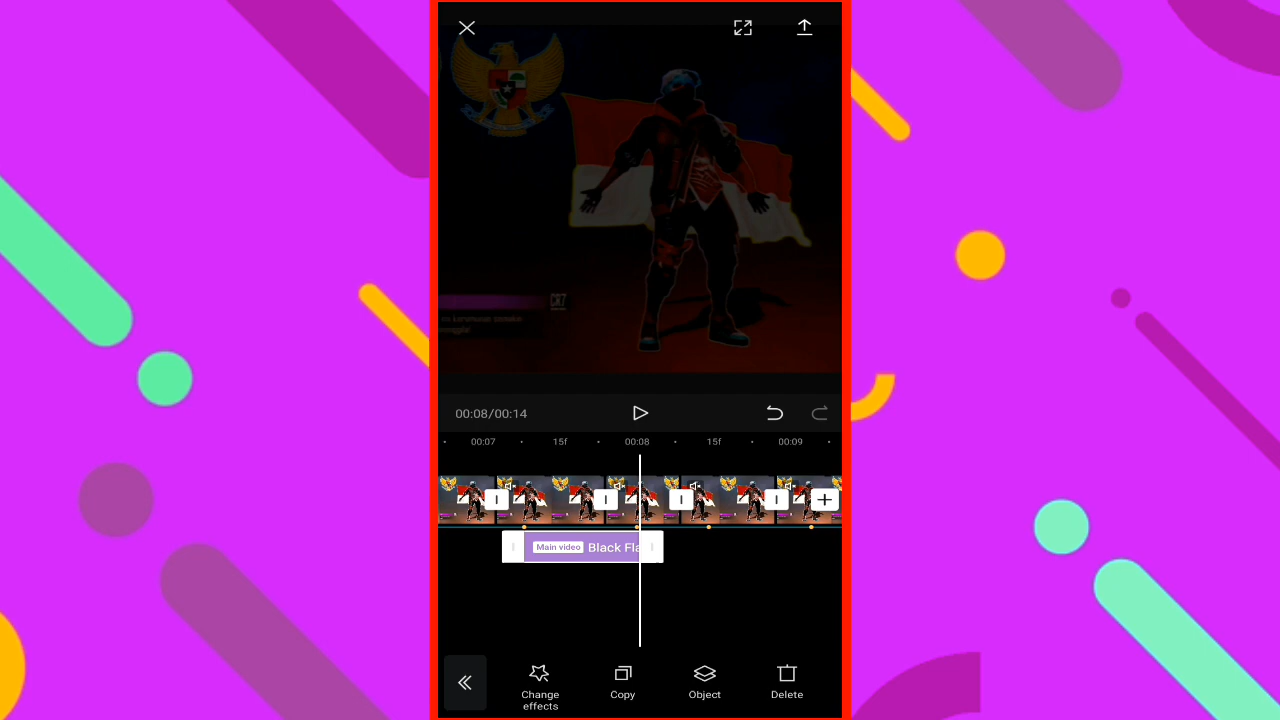 CR7
00:08/00:14
00:07 15f 00:08 15f 00:09
Main video Black Fla
Change effects
Copy
Object
Delete